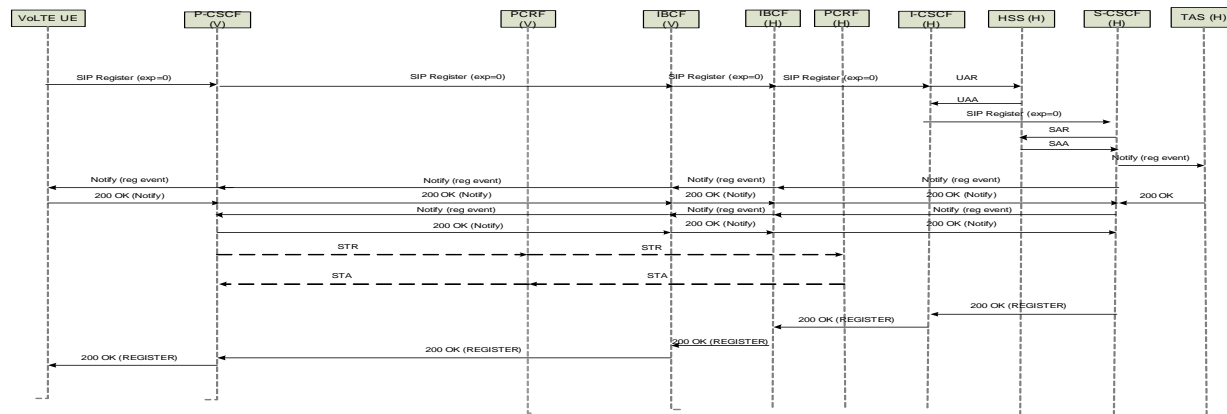 VoLTE UE
P-CSCF
(V)
PCRF
(V)
IBCF
(V)
IBCF
(H)
PCRF
(H)
I-CSCF
(H)
HSS (H)
S-CSCF
(H)
TAS (H)
SIP Register (exp=0)
SIP Register (exp=0)
SIP Register (exp=0)
SIP Register (exp=0)
UAR
UAA
SIP Register (exp=0)
SAR
SAA
Notify (reg event)
Notify (reg event)
Notify (reg event)
Notify (reg event)
Notify (reg event)
200 OK (Notify)
200 OK (Notify)
200 OK (Notify)
200 OK (Notify)
200 OK
Notify (reg event)
Notify (reg event)
Notify (reg event)
200 OK (Notify)
200 OK (Notify)
200 OK (Notify)
STR
STR
STA
STA
200 OK (REGISTER)
200 OK (REGISTER)
200 OK (REGISTER)
200 OK (REGISTER)
200 OK (REGISTER)